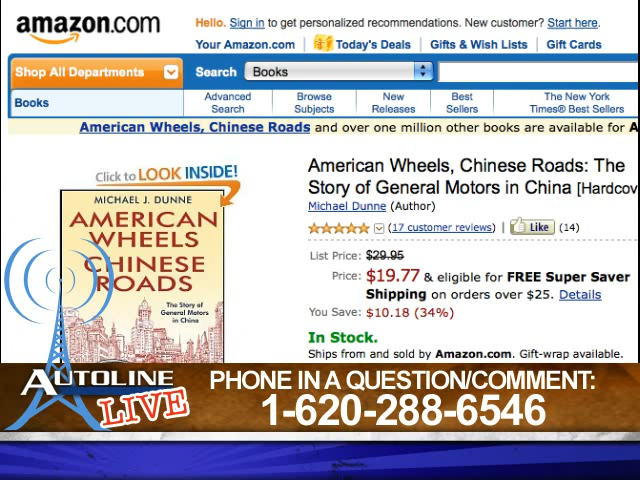 amazon.com
Hello. Sign in to get personalized recommendations. New customer? Start here.
Your Amazon.com | Today's Deals | Gifts & Wish Lists | Gift Cards
Shop All Departments
Search Books
Books
Advanced Search
Browse Subjects
New Releases
Best Sellers
The New York Times® Best Sellers
American Wheels, Chinese Roads and over one million other books are available for A
Click to LOOK INSIDE!
MICHAEL J. DUNNE
AMERICAN
WHEELS
CHINESE
ROADS
The Story of
General Motors
in China
American Wheels, Chinese Roads: The
Story of General Motors in China [Hardcov
Michael Dunne (Author)
(17 customer reviews) | Like (14)
List Price: $29.95
Price: $19.77 & eligible for FREE Super Saver
Shipping on orders over $25. Details
You Save: $10.18 (34%)
In Stock.
Ships from and sold by Amazon.com. Gift-wrap available.
AUTOLINE
LIVE
PHONE IN A QUESTION/COMMENT:
1-620-288-6546